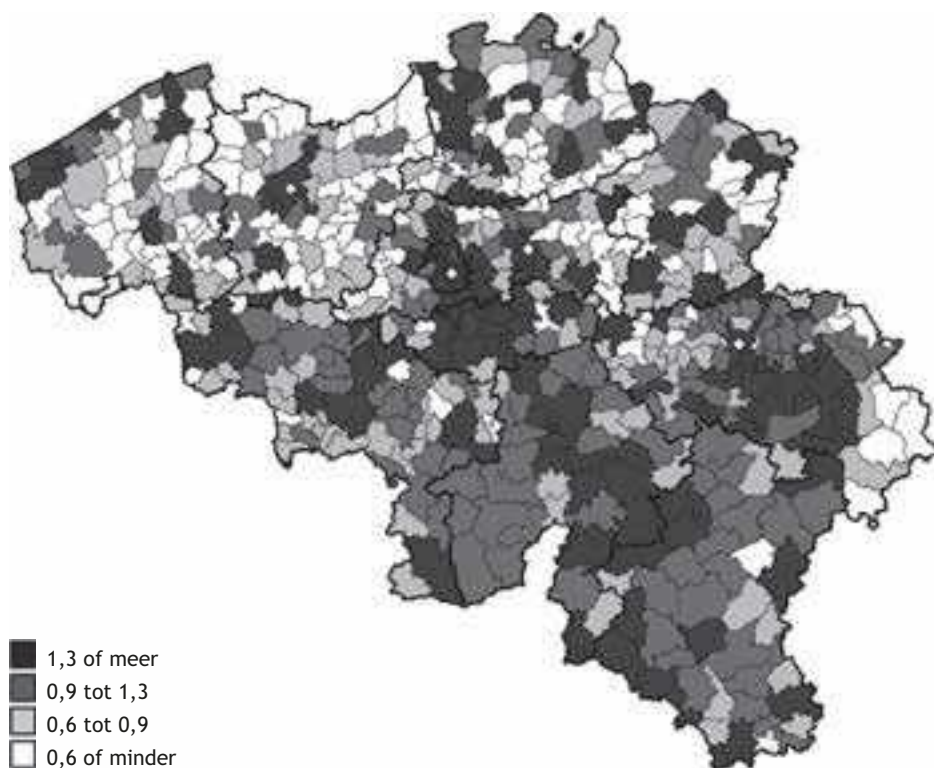 1,3 of meer
0,9 tot 1,3
0,6 tot 0,9
0,6 of minder